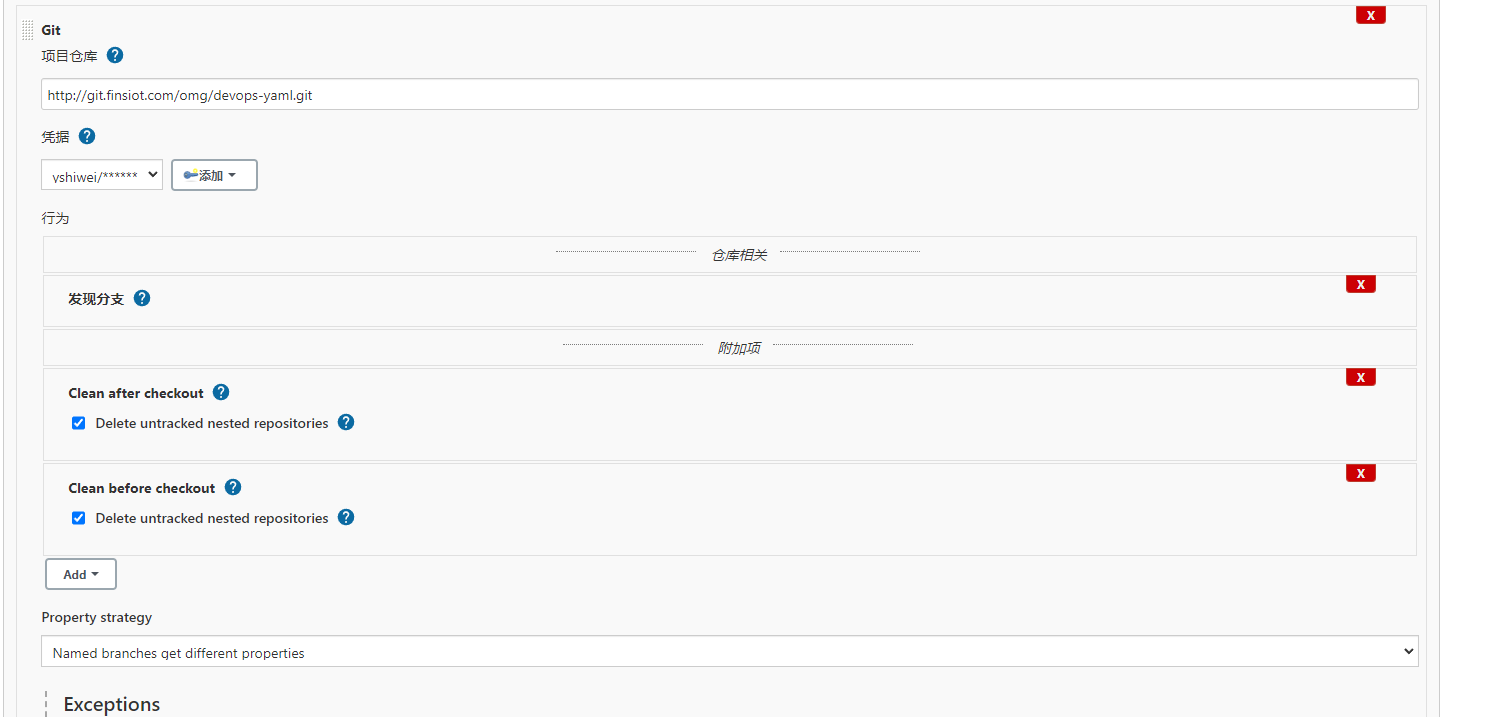 X
Git
项目仓库 ?
http://git.finsiot.com/omg/devops-yaml.git
凭据 ?
yshiwei/****** 添加
行为
仓库相关
X
发现分支 ?
附加项
X
Clean after checkout ?
Delete untracked nested repositories ?
X
Clean before checkout ?
Delete untracked nested repositories ?
Add
Property strategy
Named branches get different properties
Exceptions